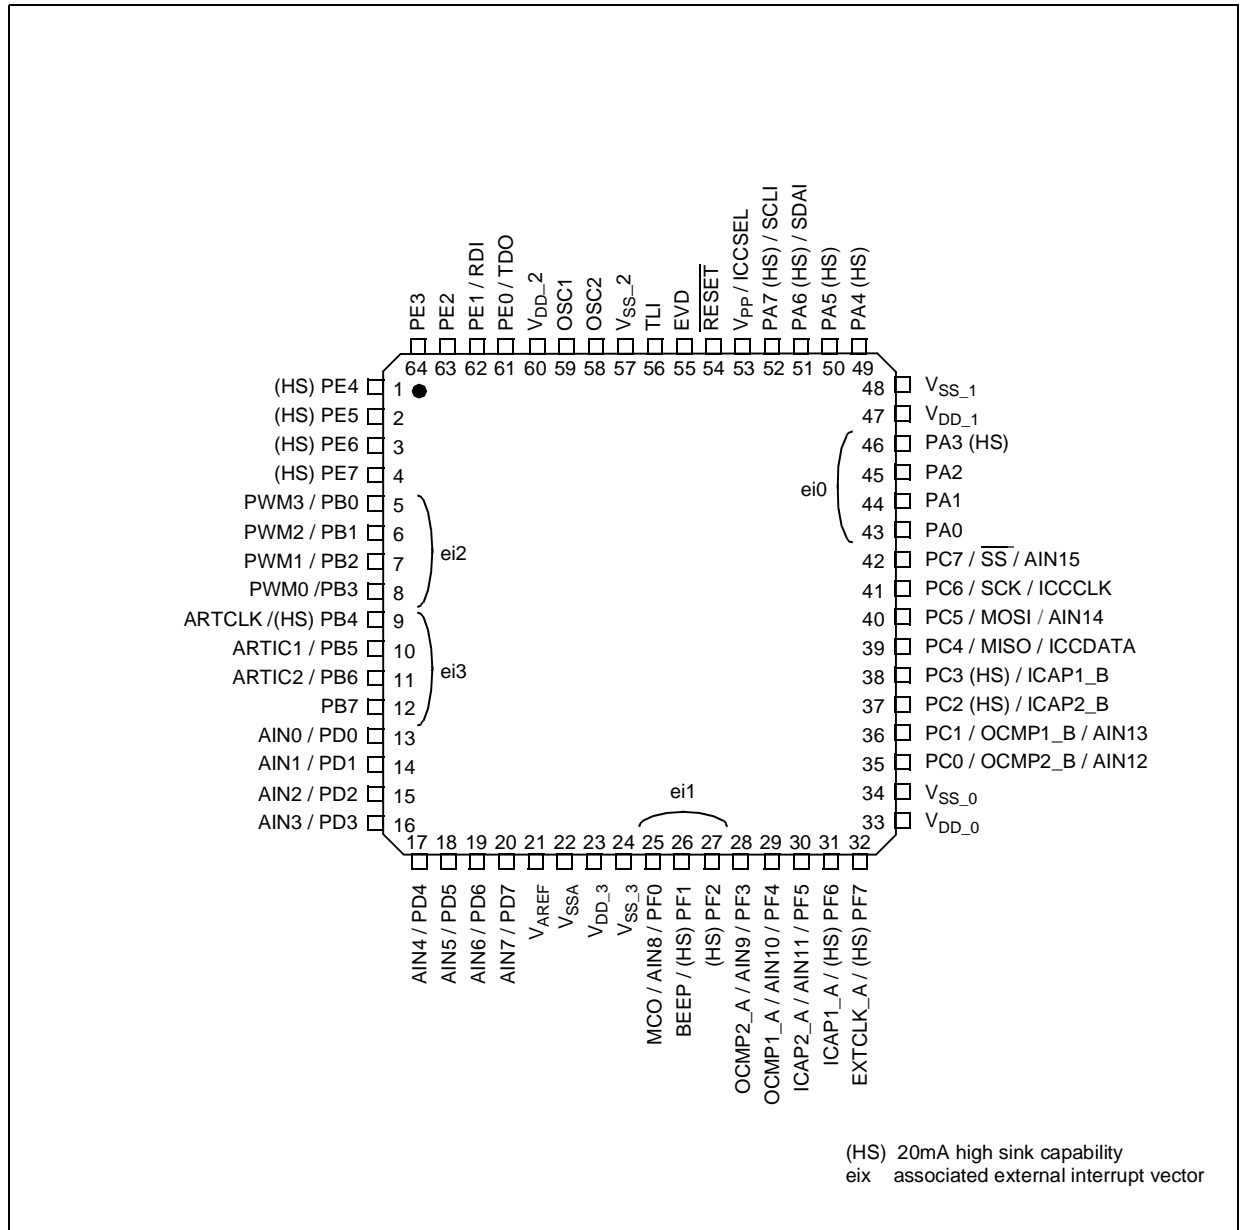 PE3
PE2
PE1 / RDI
PE0 / TDO
VDD_2
OSC1
OSC2
VSS_2
TLI
EVD
RESET
VPP / ICCSEL
PA7 (HS) / SCLI
PA6 (HS) / SDAI
PA5 (HS)
PA4 (HS)
64 63 62 61 60 59 58 57 56 55 54 53 52 51 50 49
(HS) PE4 1
(HS) PE5 2
(HS) PE6 3
(HS) PE7 4
PWM3 / PB0 5
PWM2 / PB1 6
PWM1 / PB2 7
PWM0 /PB3 8
ei2
ARTCLK /(HS) PB4 9
ARTIC1 / PB5 10
ARTIC2 / PB6 11
PB7 12
ei3
AIN0 / PD0 13
AIN1 / PD1 14
AIN2 / PD2 15
AIN3 / PD3 16
48 VSS_1
47 VDD_1
46 PA3 (HS)
45 PA2
44 PA1
43 PA0
ei0
42 PC7 / SS / AIN15
41 PC6 / SCK / ICCCLK
40 PC5 / MOSI / AIN14
39 PC4 / MISO / ICCDATA
38 PC3 (HS) / ICAP1_B
37 PC2 (HS) / ICAP2_B
36 PC1 / OCMP1_B / AIN13
35 PC0 / OCMP2_B / AIN12
34 VSS_0
33 VDD_0
ei1
17 18 19 20 21 22 23 24 25 26 27 28 29 30 31 32
AIN4 / PD4
AIN5 / PD5
AIN6 / PD6
AIN7 / PD7
VAREF
VSSA
VDD_3
VSS_3
MCO / AIN8 / PF0
BEEP / (HS) PF1
(HS) PF2
OCMP2_A / AIN9 / PF3
OCMP1_A / AIN10 / PF4
ICAP2_A / AIN11 / PF5
ICAP1_A / (HS) PF6
EXTCLK_A / (HS) PF7
(HS) 20mA high sink capability
eix associated external interrupt vector